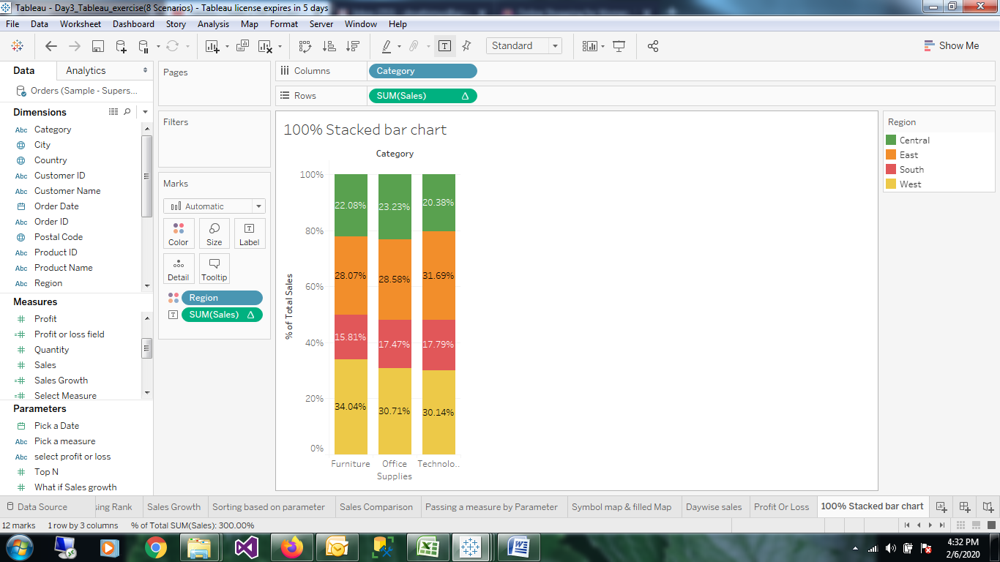 Tableau - Day3_Tableau_exercise(8 Scenarios) - Tableau license expires in 5 days
File Data Worksheet Dashboard Story Analysis Map Format Server Window Help
Standard
Show Me
Data Analytics
Orders (Sample - Supers...
Dimensions
Abc Category
City
Country
Abc Customer ID
Abc Customer Name
Order Date
Abc Order ID
Postal Code
Abc Product ID
Abc Product Name
Abc Region
Measures
Profit
Profit or loss field
Quantity
Sales
Sales Growth
Select Measure
Parameters
Pick a Date
Abc Pick a measure
Abc select profit or loss
Top N
What if Sales growth
Pages
Filters
Marks
Automatic
Color Size Label
Detail Tooltip
Region
SUM(Sales)
Columns Category
Rows SUM(Sales)
100% Stacked bar chart
Category
% of Total Sales
100%
80%
60%
40%
20%
0%
22.08% 23.23% 20.38%
28.07% 28.58% 31.69%
15.81% 17.47% 17.79%
34.04% 30.71% 30.14%
Furniture Office Supplies Technolo..
Region
Central
East
South
West
Data Source sing Rank Sales Growth Sorting based on parameter Sales Comparison Passing a measure by Parameter Symbol map & filled Map Daywise sales Profit Or Loss 100% Stacked bar chart
12 marks 1 row by 3 columns % of Total SUM(Sales): 300.00%
4:32 PM
2/6/2020